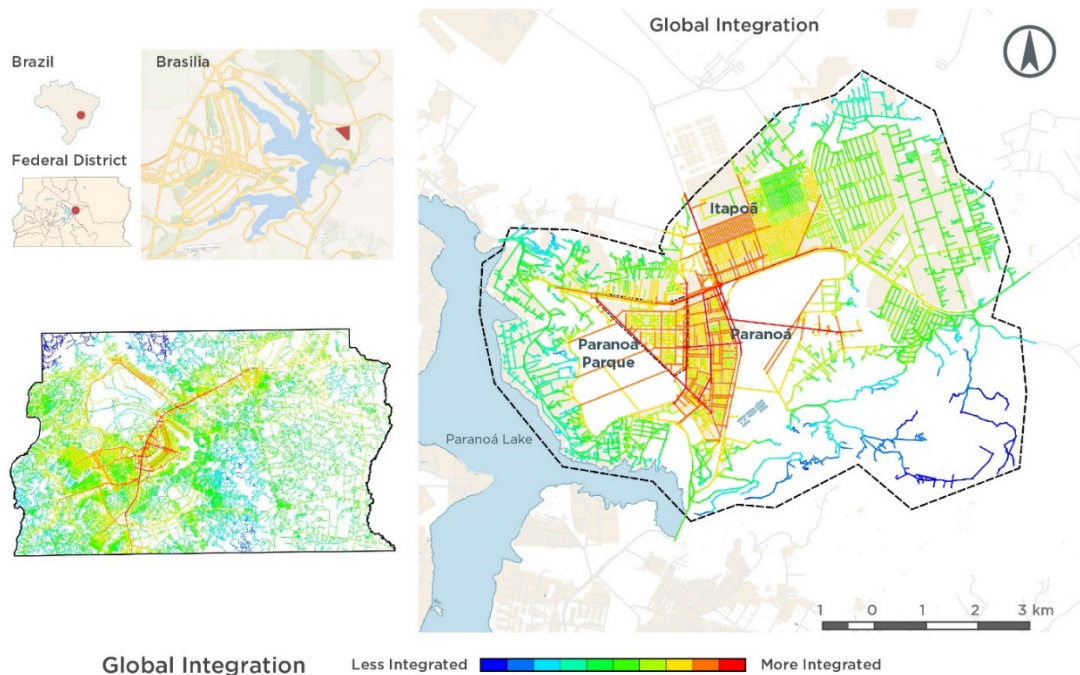 Brazil
Brasilia
Federal District
Global Integration
Itapoã
Paranoá
Paranoá
Parque
Paranoá Lake
1 0 1 2 3 km
Global Integration
Less Integrated
More Integrated